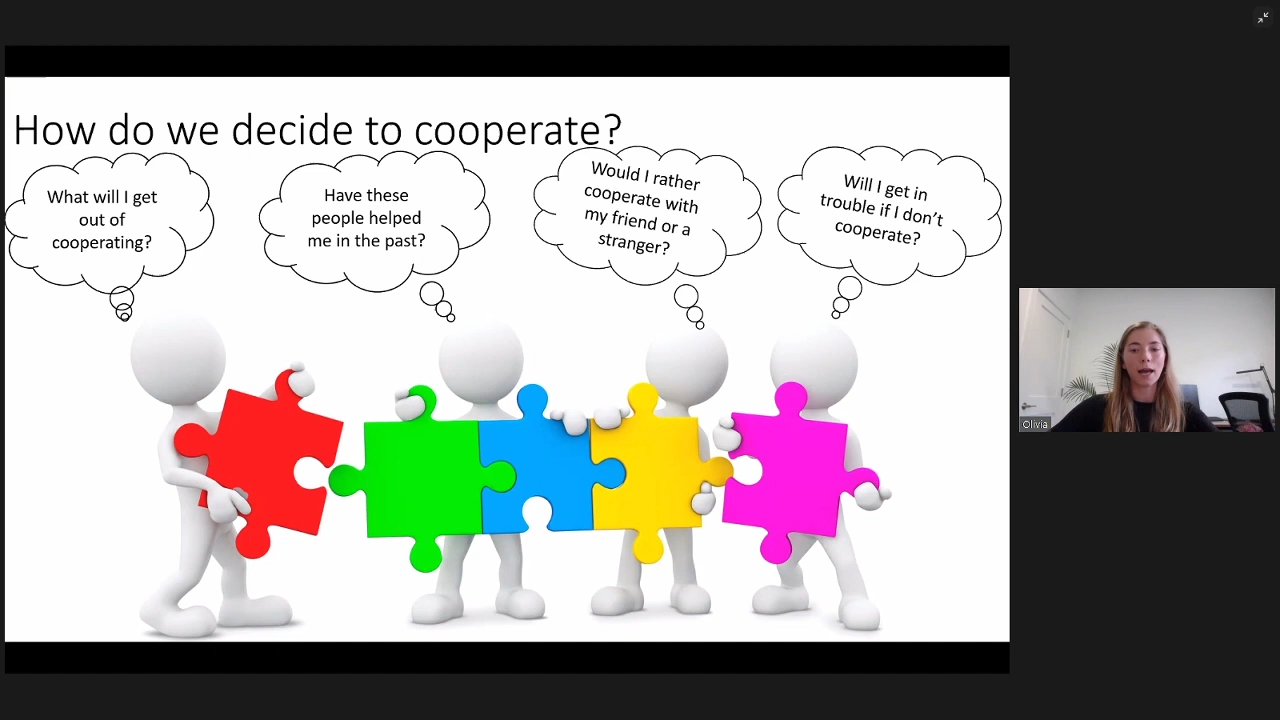 How do we decide to cooperate?
What will I get
out of
cooperating?
Have these
people helped
me in the past?
Would I rather
cooperate with
my friend or a
stranger?
Will I get in
trouble if I don't
cooperate?
Olivia